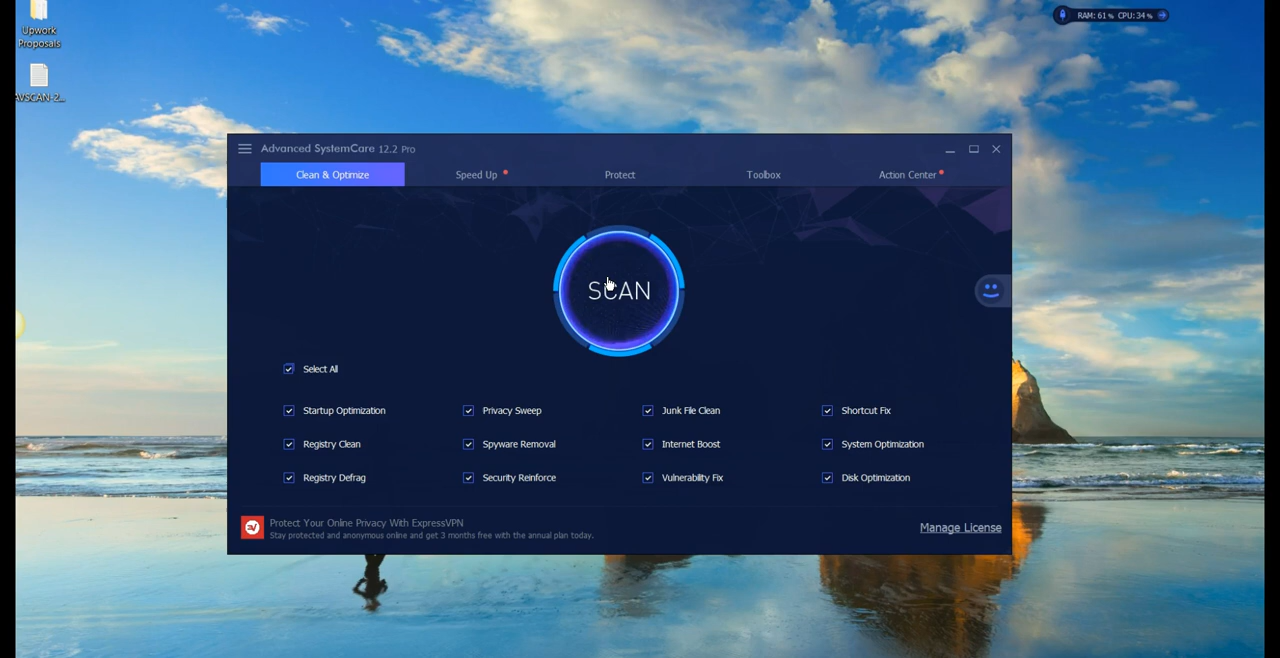 Upwork
Proposals
AVSCAN-2...
RAM: 61% CPU: 34%
Advanced SystemCare 12.2 Pro
Clean & Optimize
Speed Up
Protect
Toolbox
Action Center
SCAN
Select All
Startup Optimization
Privacy Sweep
Junk File Clean
Shortcut Fix
Registry Clean
Spyware Removal
Internet Boost
System Optimization
Registry Defrag
Security Reinforce
Vulnerability Fix
Disk Optimization
Protect Your Online Privacy With ExpressVPN
Stay protected and anonymous online and get 3 months free with the annual plan today.
Manage License